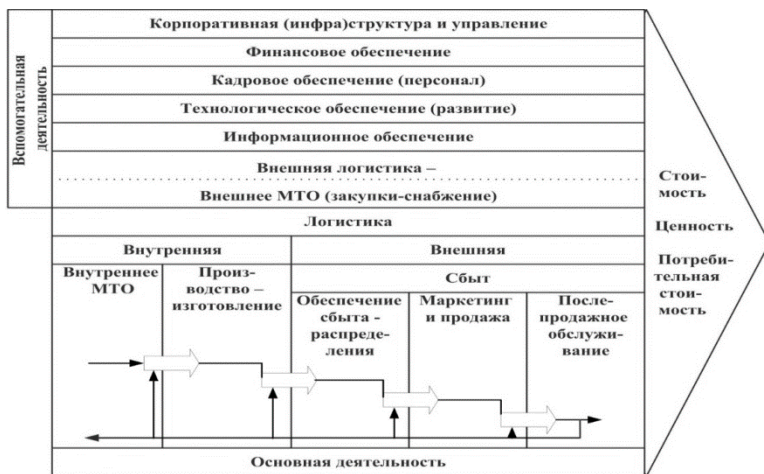 Вспомогательная
деятельность
Корпоративная (инфра)структура и управление
Финансовое обеспечение
Кадровое обеспечение (персонал)
Технологическое обеспечение (развитие)
Информационное обеспечение
Внешняя логистика –
Внешнее МТО (закупки-снабжение)
Логистика
Внутренняя
Внешняя
Внутреннее
МТО
Произ-
водство –
изготовление
Сбыт
Обеспечение
сбыта -
распреде-
ления
Маркетинг
и продажа
После-
продажное
обслужи-
вание
Основная деятельность
Стои-
мость
Ценность
Потреби-
тельная
стои-
мость